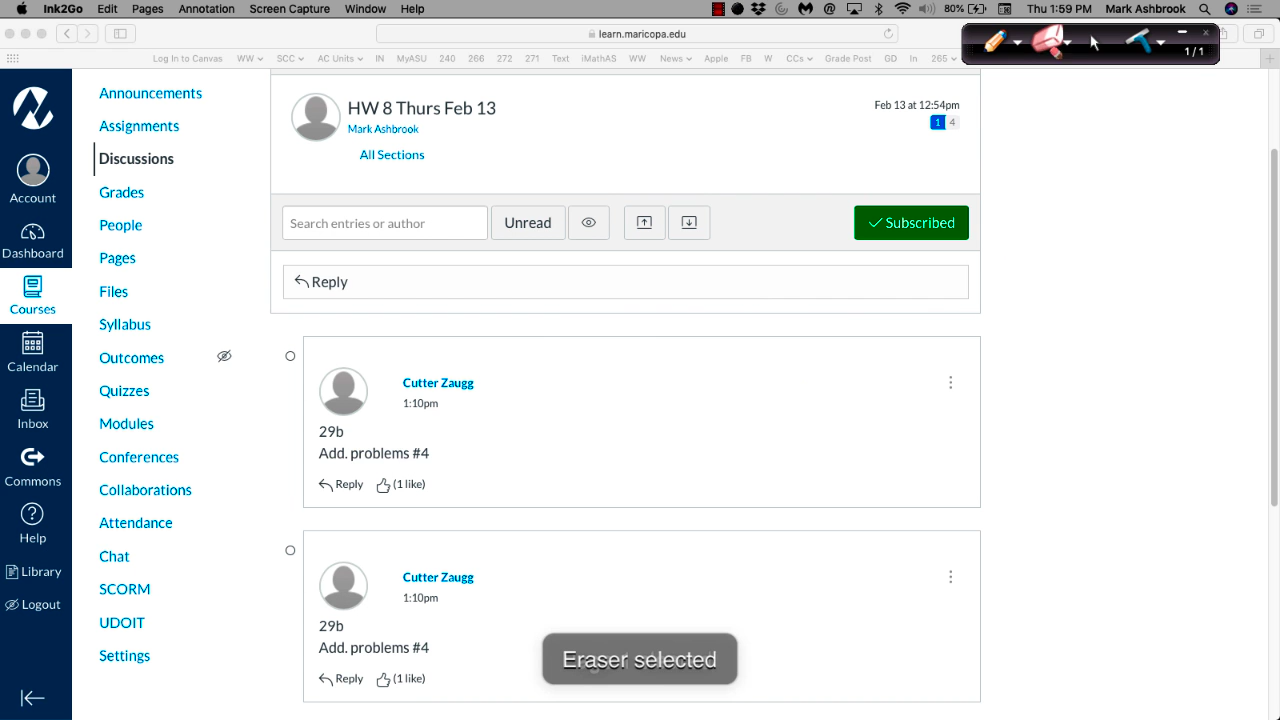 Ink2Go File Edit Pages Annotation Screen Capture Window Help 80% Thu 1:59 PM Mark Ashbrook
learn.maricopa.edu
1 / 1
Log In to Canvas WW SCC AC Units IN MyASU 240 266 272 271 Text iMathAS WW News Apple FB W CCs Grade Post GD In 265
Account
Dashboard
Courses
Calendar
Inbox
Commons
Help
Library
Logout
Announcements
Assignments
Discussions
Grades
People
Pages
Files
Syllabus
Outcomes
Quizzes
Modules
Conferences
Collaborations
Attendance
Chat
SCORM
UDOIT
Settings
HW 8 Thurs Feb 13
Mark Ashbrook
All Sections
Feb 13 at 12:54pm
1 4
Search entries or author Unread Subscribed
Reply
Cutter Zaugg
1:10pm
29b
Add. problems #4
Reply (1 like)
Cutter Zaugg
1:10pm
29b
Add. problems #4
Reply (1 like)
Eraser selected